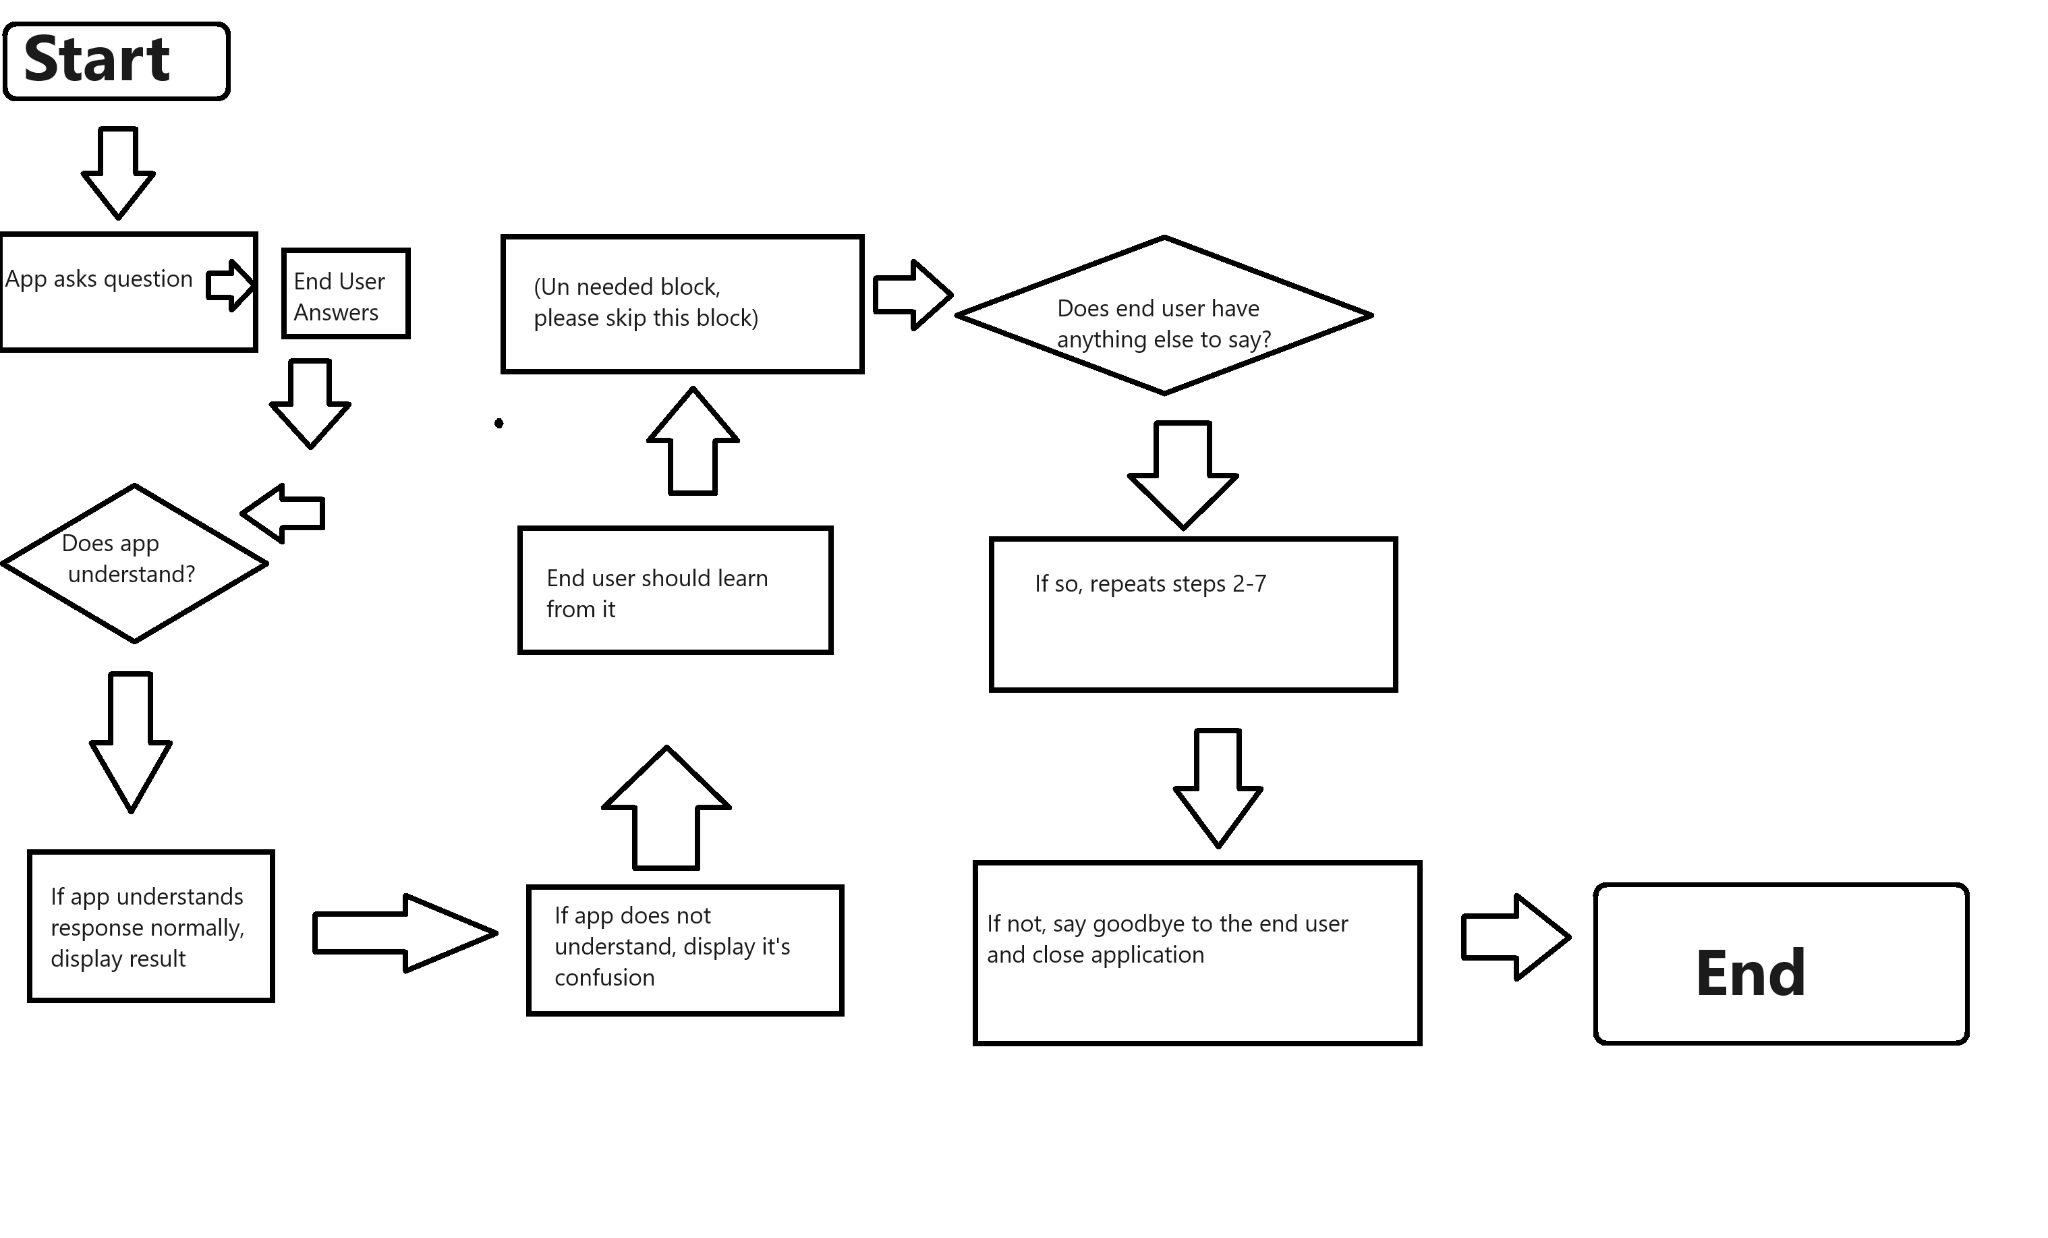 Start
App asks question
End User
Answers
Does app
understand?
If app understands
response normally,
display result
If app does not
understand, display it's
confusion
End user should learn
from it
(Un needed block,
please skip this block)
Does end user have
anything else to say?
If so, repeats steps 2-7
If not, say goodbye to the end user
and close application
End